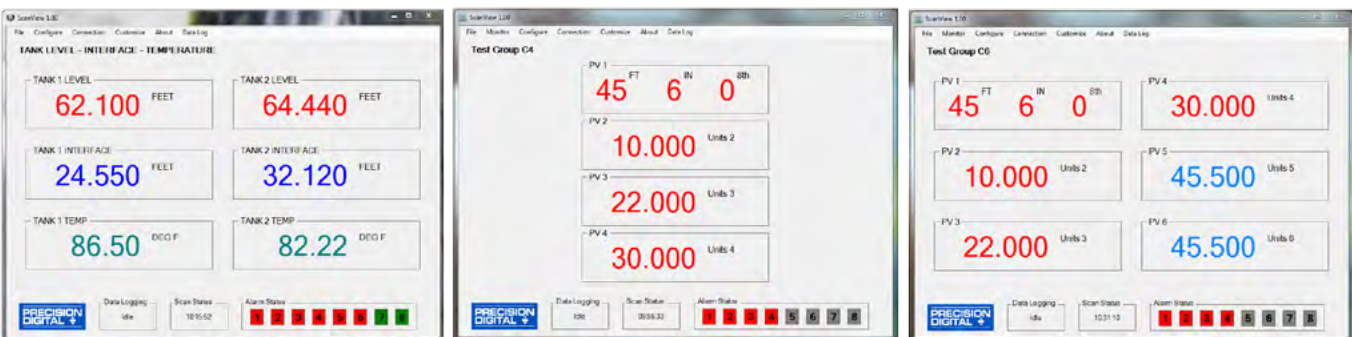 ScanView 1.00
File Configure Connection Customize About Data Log
TANK LEVEL - INTERFACE - TEMPERATURE
TANK 1 LEVEL
62.100 FEET
TANK 2 LEVEL
64.440 FEET
TANK 1 INTERFACE
24.550 FEET
TANK 2 INTERFACE
32.120 FEET
TANK 1 TEMP
86.50 DEG F
TANK 2 TEMP
82.22 DEG F
PRECISION
DIGITAL
Data Logging
Idle
Scan Status
10:15:52
Alarm Status
1 2 3 4 5 6 7 8
ScanView 1.00
File Monitor Configure Connection Customize About Data Log
Test Group C4
PV 1
45 FT 6 IN 0 8th
PV 2
10.000 Units 2
PV 3
22.000 Units 3
PV 4
30.000 Units 4
PRECISION
DIGITAL
Data Logging
Idle
Scan Status
Alarm Status
1 2 3 4 5 6 7 8
ScanView 1.00
File Monitor Configure Connection Customize About Data Log
Test Group C6
PV 1
45 FT 6 IN 0 8th
PV 4
30.000 Units 4
PV 2
10.000 Units 2
PV 5
45.500 Units 5
PV 3
22.000 Units 3
PV 6
45.500 Units 6
PRECISION
DIGITAL
Data Logging
Idle
Scan Status
10:31:10
Alarm Status
1 2 3 4 5 6 7 8